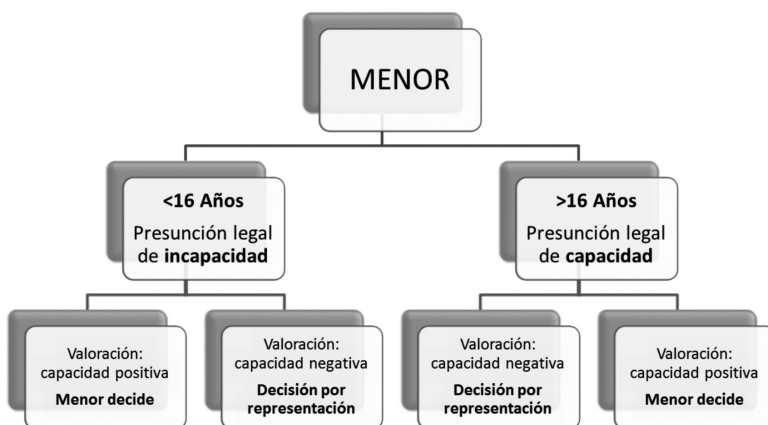 MENOR
<16 Años
Presunción legal
de incapacidad
>16 Años
Presunción legal
de capacidad
Valoración:
capacidad positiva
Menor decide
Valoración:
capacidad negativa
Decisión por
representación
Valoración:
capacidad negativa
Decisión por
representación
Valoración:
capacidad positiva
Menor decide